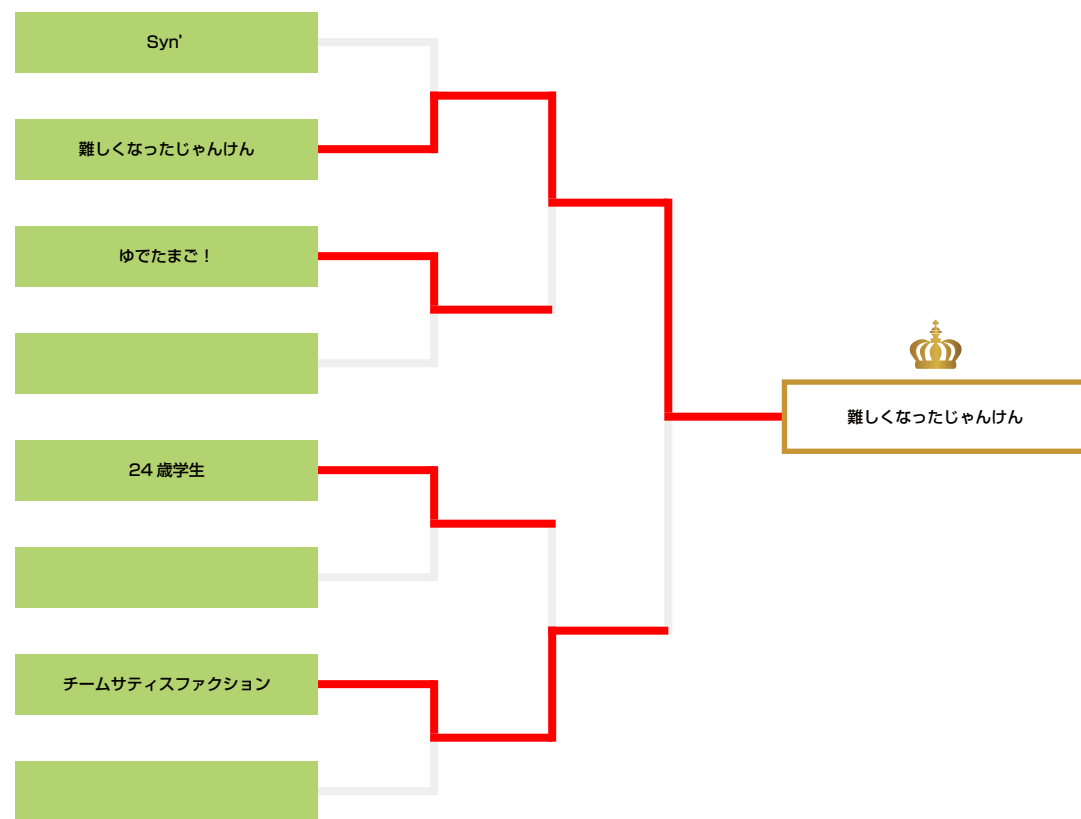 Syn’
難しくなったじゃんけん
ゆでたまご！
24歳学生
チームサティスファクション
難しくなったじゃんけん